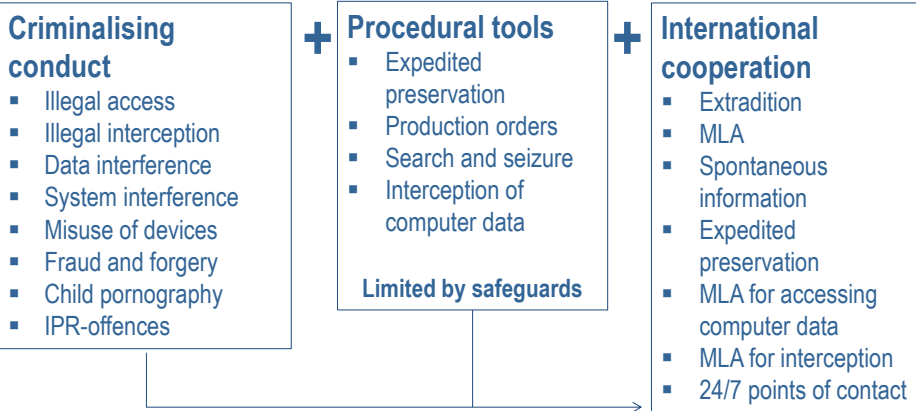 Criminalising
conduct
▪ Illegal access
▪ Illegal interception
▪ Data interference
▪ System interference
▪ Misuse of devices
▪ Fraud and forgery
▪ Child pornography
▪ IPR-offences
+
Procedural tools
▪ Expedited
preservation
▪ Production orders
▪ Search and seizure
▪ Interception of
computer data
Limited by safeguards
+
International
cooperation
▪ Extradition
▪ MLA
▪ Spontaneous
information
▪ Expedited
preservation
▪ MLA for accessing
computer data
▪ MLA for interception
▪ 24/7 points of contact